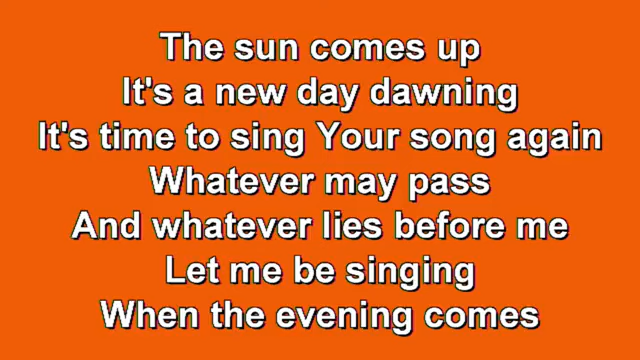 The sun comes up
It's a new day dawning
It's time to sing Your song again
Whatever may pass
And whatever lies before me
Let me be singing
When the evening comes